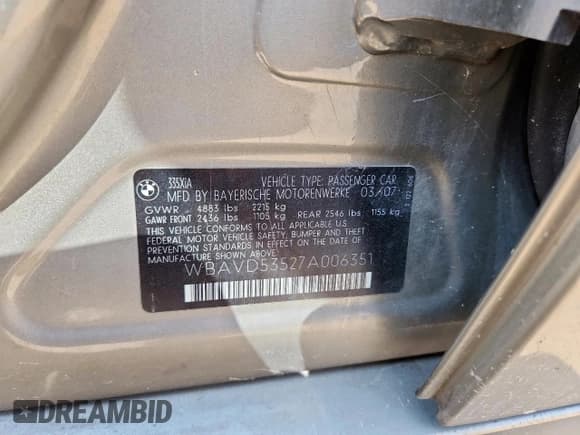 335XiA VEHICLE TYPE: PASSENGER CAR
MFD BY BAYERISCHE MOTORENWERKE 03/07
GVWR 4883 lbs 2215 kg
GAWR FRONT 2436 lbs 1105 kg REAR 2546 lbs 1155 kg
THIS VEHICLE CONFORMS TO ALL APPLICABLE U.S.
FEDERAL MOTOR VEHICLE SAFETY, BUMPER AND THEFT
PREVENTION STANDARDS IN EFFECT ON THE DATE OF
MANUFACTURE SHOWN ABOVE:
WBAVD53527A006351
DREAMBID